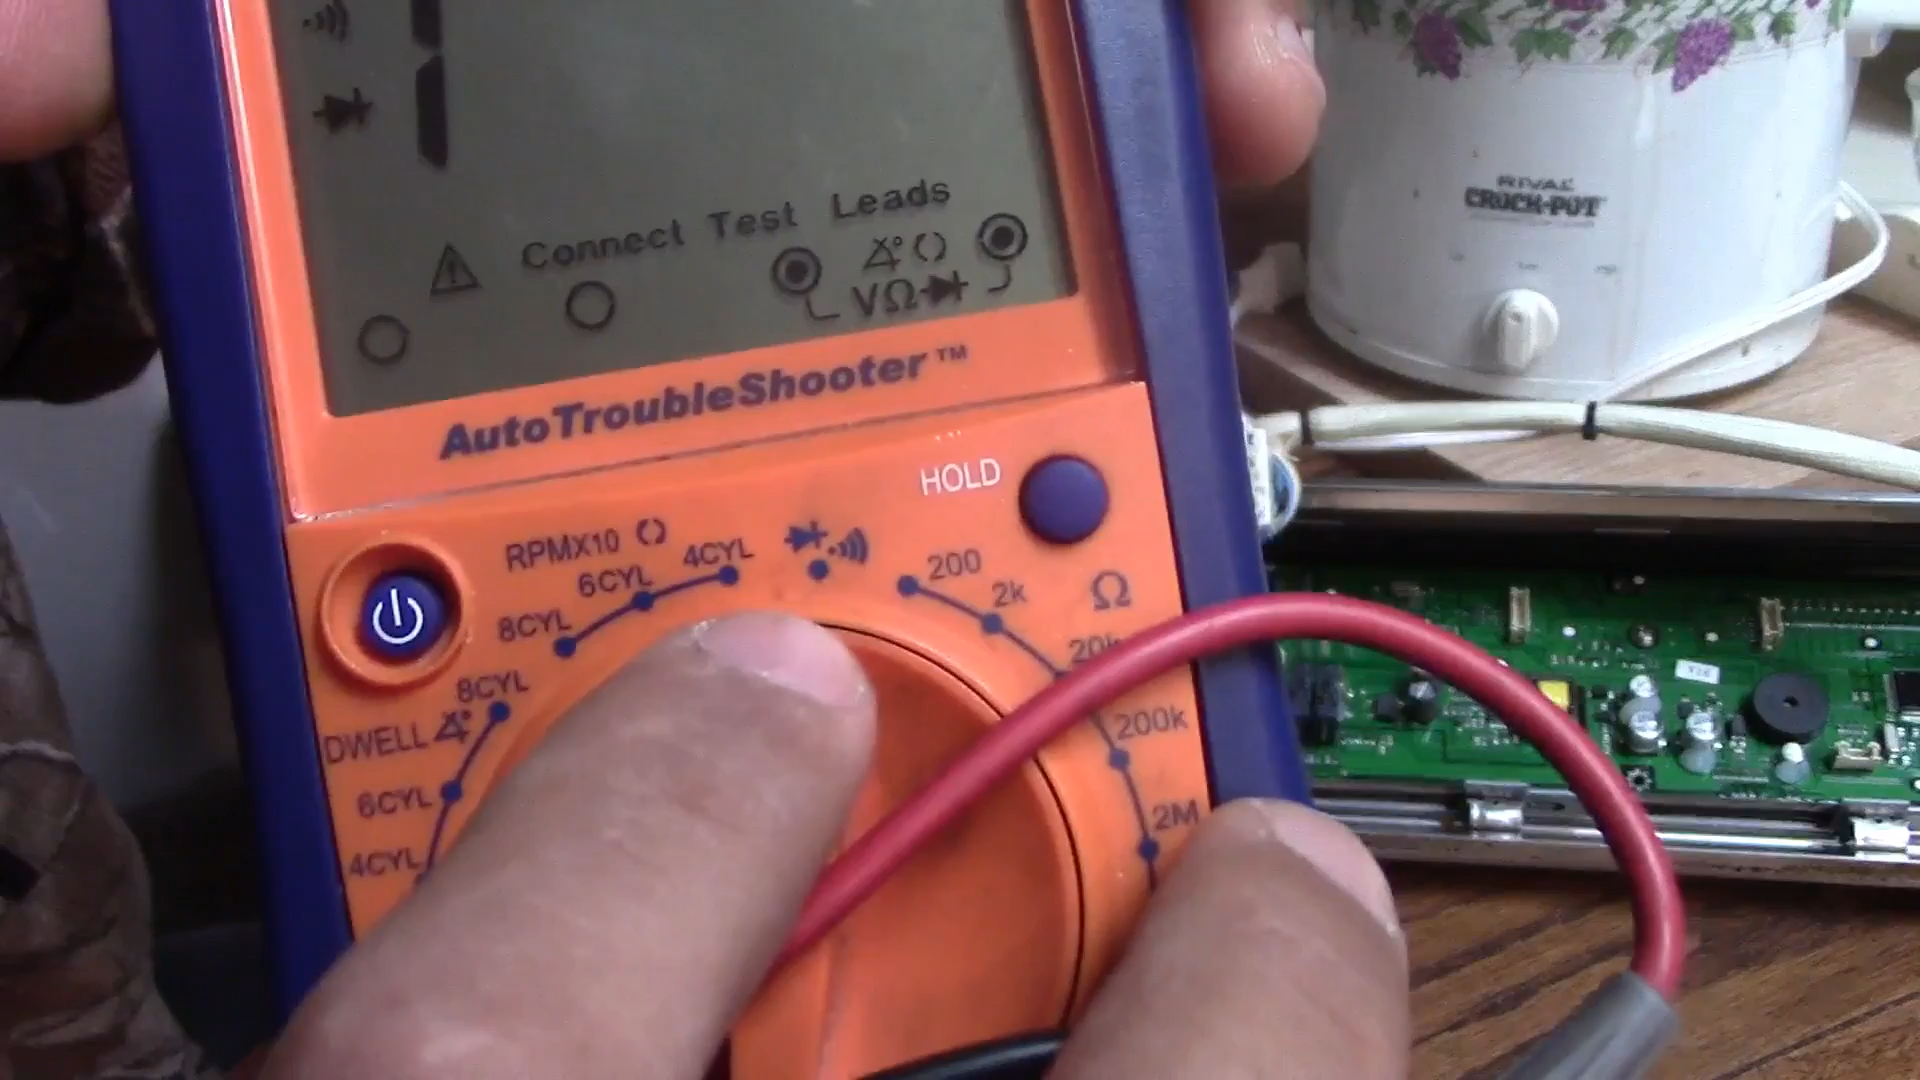 Connect Test Leads
VΩ
AutoTroubleShooter™
HOLD
RPMX10
4CYL
6CYL
8CYL
200
2k
Ω
20k
200k
2M
8CYL
DWELL
6CYL
4CYL
RIVAL
CROCK-POT